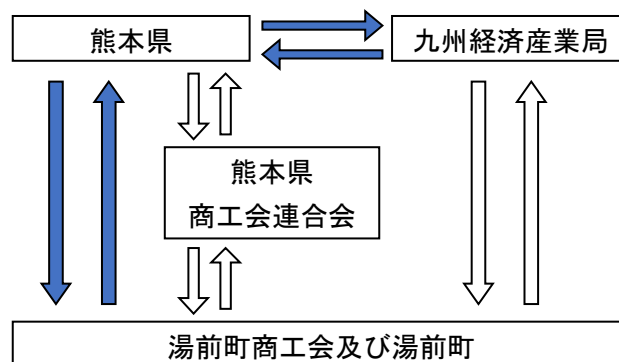 熊本県
九州経済産業局
熊本県
商工会連合会
湯前町商工会及び湯前町